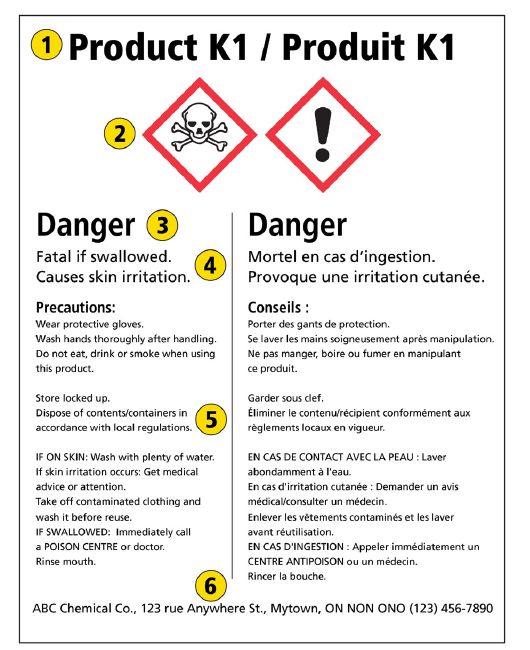 1 Product K1 / Produit K1
2
Danger 3
Fatal if swallowed.
Causes skin irritation. 4
Precautions:
Wear protective gloves.
Wash hands thoroughly after handling.
Do not eat, drink or smoke when using
this product.
Store locked up.
Dispose of contents/containers in
accordance with local regulations. 5
IF ON SKIN: Wash with plenty of water.
If skin irritation occurs: Get medical
advice or attention.
Take off contaminated clothing and
wash it before reuse.
IF SWALLOWED: Immediately call
a POISON CENTRE or doctor.
Rinse mouth.
Danger
Mortel en cas d'ingestion.
Provoque une irritation cutanée.
Conseils :
Porter des gants de protection.
Se laver les mains soigneusement après manipulation.
Ne pas manger, boire ou fumer en manipulant
ce produit.
Garder sous clef.
Éliminer le contenu/récipient conformément aux
règlements locaux en vigueur.
EN CAS DE CONTACT AVEC LA PEAU : Laver
abondamment à l'eau.
En cas d'irritation cutanée : Demander un avis
médical/consulter un médecin.
Enlever les vêtements contaminés et les laver
avant réutilisation.
EN CAS D'INGESTION : Appeler immédiatement un
CENTRE ANTIPOISON ou un médecin.
Rincer la bouche.
6
ABC Chemical Co., 123 rue Anywhere St., Mytown, ON NON ONO (123) 456-7890